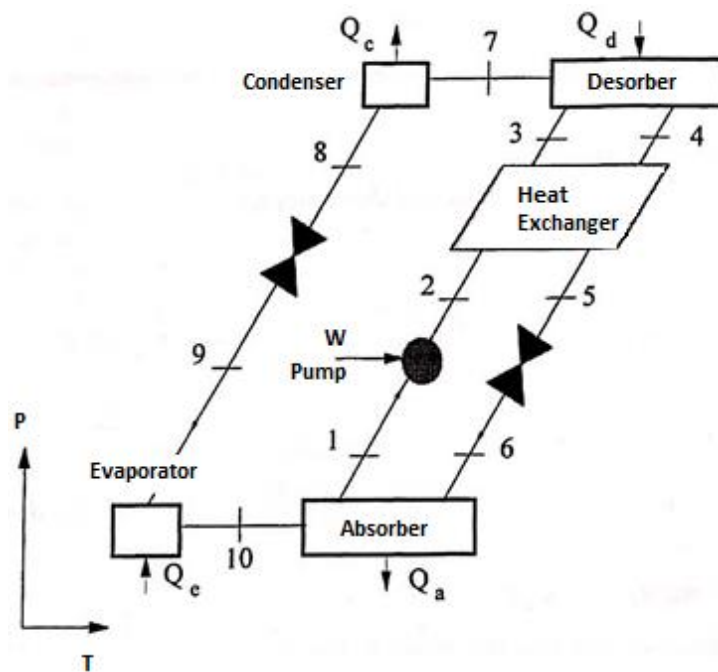 Q c
7
Q d
Condenser
Desorber
3
4
8
Heat
Exchanger
2
5
W
Pump
9
P
1
6
Evaporator
Absorber
10
Q e
Q a
T